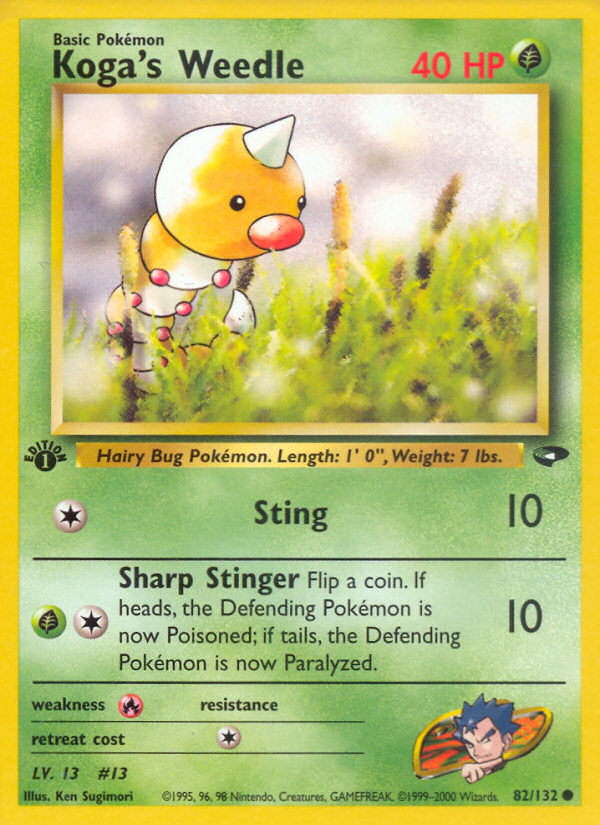 Basic Pokémon
Koga's Weedle
40 HP
EDITION
1
Hairy Bug Pokémon. Length: 1' 0", Weight: 7 lbs.
Sting 10
Sharp Stinger Flip a coin. If
heads, the Defending Pokémon is
now Poisoned; if tails, the Defending
Pokémon is now Paralyzed.
10
weakness
resistance
retreat cost
LV. 13 #13
Illus. Ken Sugimori ©1995, 96, 98 Nintendo, Creatures, GAMEFREAK. ©1999-2000 Wizards. 82/132